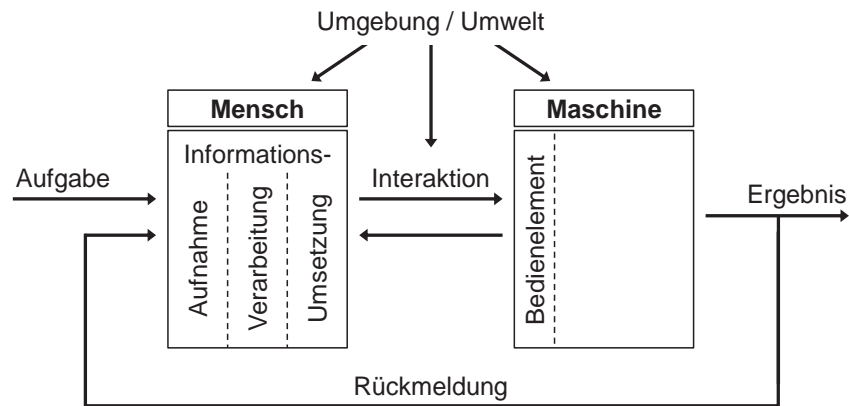 Umgebung / Umwelt
Mensch
Maschine
Informations-
Aufgabe
Aufnahme
Verarbeitung
Umsetzung
Interaktion
Bedienelement
Ergebnis
Rückmeldung